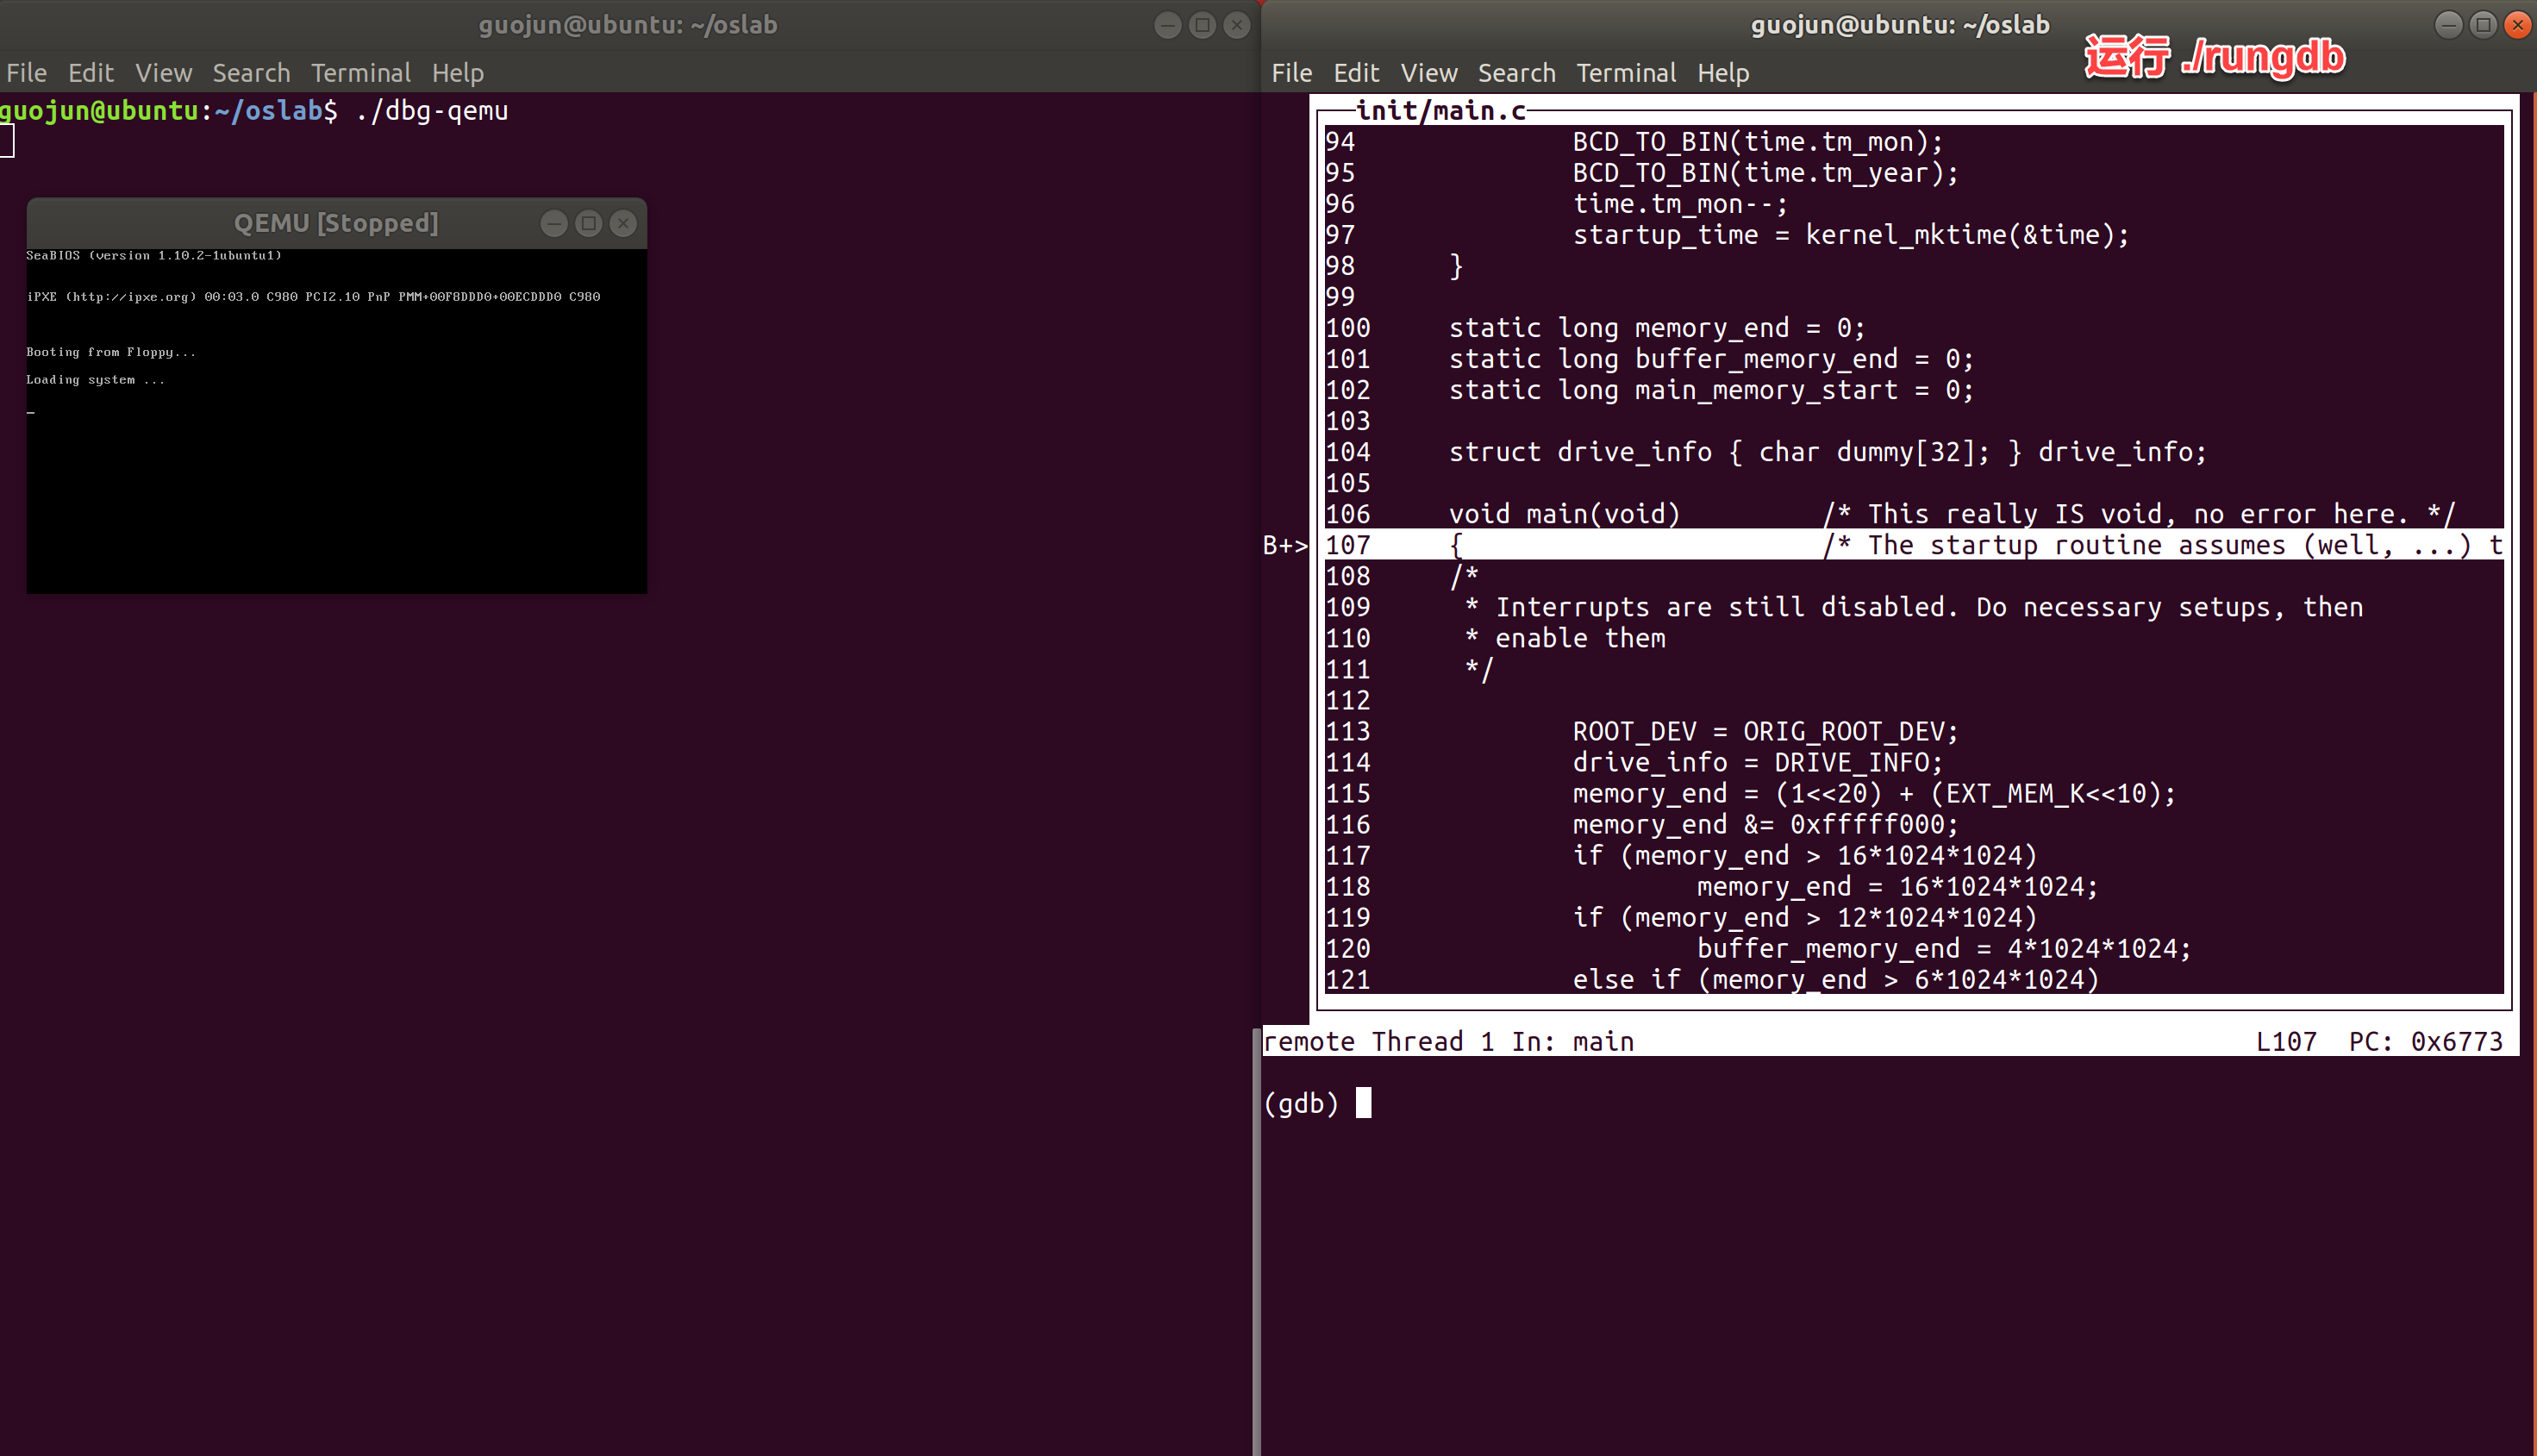 guojun@ubuntu: ~/oslab
File Edit View Search Terminal Help
guojun@ubuntu:~/oslab$ ./dbg-qemu
QEMU [Stopped]
SeaBIOS (version 1.10.2-1ubuntu1)
iPXE (http://ipxe.org) 00:03.0 C980 PCI2.10 PnP PMM+00F8DDD0+00ECDDD0 C980
Booting from Floppy...
Loading system ...
guojun@ubuntu: ~/oslab
运行 ./rungdb
File Edit View Search Terminal Help
init/main.c
94 BCD_TO_BIN(time.tm_mon);
95 BCD_TO_BIN(time.tm_year);
96 time.tm_mon--;
97 startup_time = kernel_mktime(&time);
98 }
99
100 static long memory_end = 0;
101 static long buffer_memory_end = 0;
102 static long main_memory_start = 0;
103
104 struct drive_info { char dummy[32]; } drive_info;
105
106 void main(void) /* This really IS void, no error here. */
B+> 107 { /* The startup routine assumes (well, ...) t
108 /*
109 * Interrupts are still disabled. Do necessary setups, then
110 * enable them
111 */
112
113 ROOT_DEV = ORIG_ROOT_DEV;
114 drive_info = DRIVE_INFO;
115 memory_end = (1<<20) + (EXT_MEM_K<<10);
116 memory_end &= 0xfffff000;
117 if (memory_end > 16*1024*1024)
118 memory_end = 16*1024*1024;
119 if (memory_end > 12*1024*1024)
120 buffer_memory_end = 4*1024*1024;
121 else if (memory_end > 6*1024*1024)
remote Thread 1 In: main L107 PC: 0x6773
(gdb)